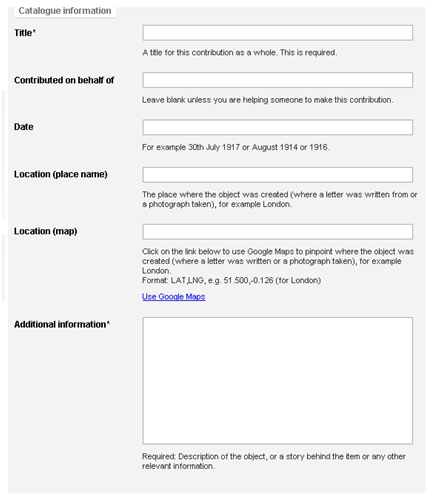 Catalogue information
Title*
A title for this contribution as a whole. This is required.
Contributed on behalf of
Leave blank unless you are helping someone to make this contribution.
Date
For example 30th July 1917 or August 1914 or 1916.
Location (place name)
The place where the object was created (where a letter was written from or
a photograph taken), for example London.
Location (map)
Click on the link below to use Google Maps to pinpoint where the object was
created (where a letter was written or a photograph taken), for example
London.
Format: LAT,LNG, e.g. 51.500,-0.126 (for London)
Use Google Maps
Additional information*
Required: Description of the object, or a story behind the item or any other
relevant information.